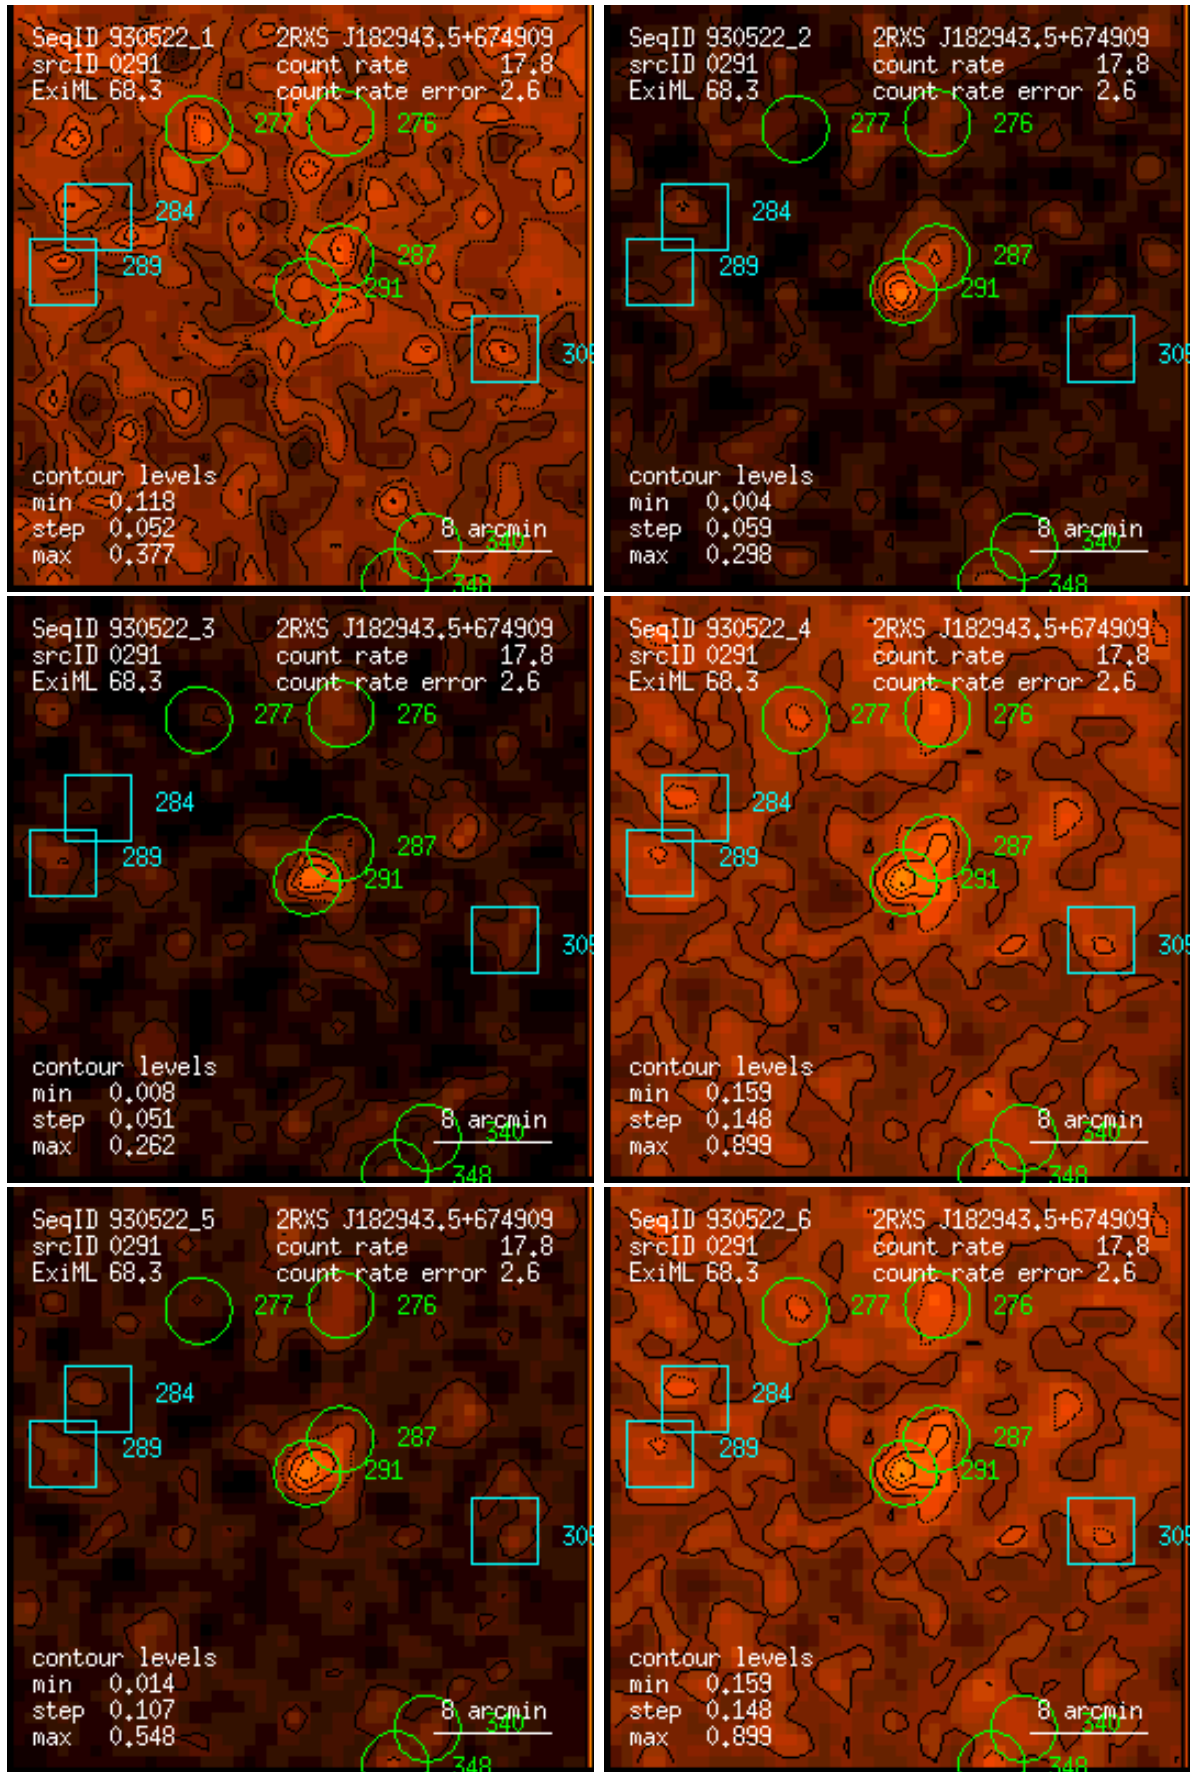 SeqID 930522_1 2RXS J182943.5+674909
srcID 0291 count rate 17.8
ExiML 68.3 count rate error 2.6
277 276
284
287
289
291
305
contour levels
min 0.118
step 0.052
max 0.377
8 arcmin
340
348
SeqID 930522_2 2RXS J182943.5+674909
srcID 0291 count rate 17.8
ExiML 68.3 count rate error 2.6
277 276
284
287
289
291
305
contour levels
min 0.004
step 0.059
max 0.298
8 arcmin
340
348
SeqID 930522_3 2RXS J182943.5+674909
srcID 0291 count rate 17.8
ExiML 68.3 count rate error 2.6
277 276
284
287
289
291
305
contour levels
min 0.008
step 0.051
max 0.262
8 arcmin
340
348
SeqID 930522_4 2RXS J182943.5+674909
srcID 0291 count rate 17.8
ExiML 68.3 count rate error 2.6
277 276
284
287
289
291
305
contour levels
min 0.159
step 0.148
max 0.899
8 arcmin
340
348
SeqID 930522_5 2RXS J182943.5+674909
srcID 0291 count rate 17.8
ExiML 68.3 count rate error 2.6
277 276
284
287
289
291
305
contour levels
min 0.014
step 0.107
max 0.548
8 arcmin
340
348
SeqID 930522_6 2RXS J182943.5+674909
srcID 0291 count rate 17.8
ExiML 68.3 count rate error 2.6
277 276
284
287
289
291
305
contour levels
min 0.159
step 0.148
max 0.899
8 arcmin
340
348